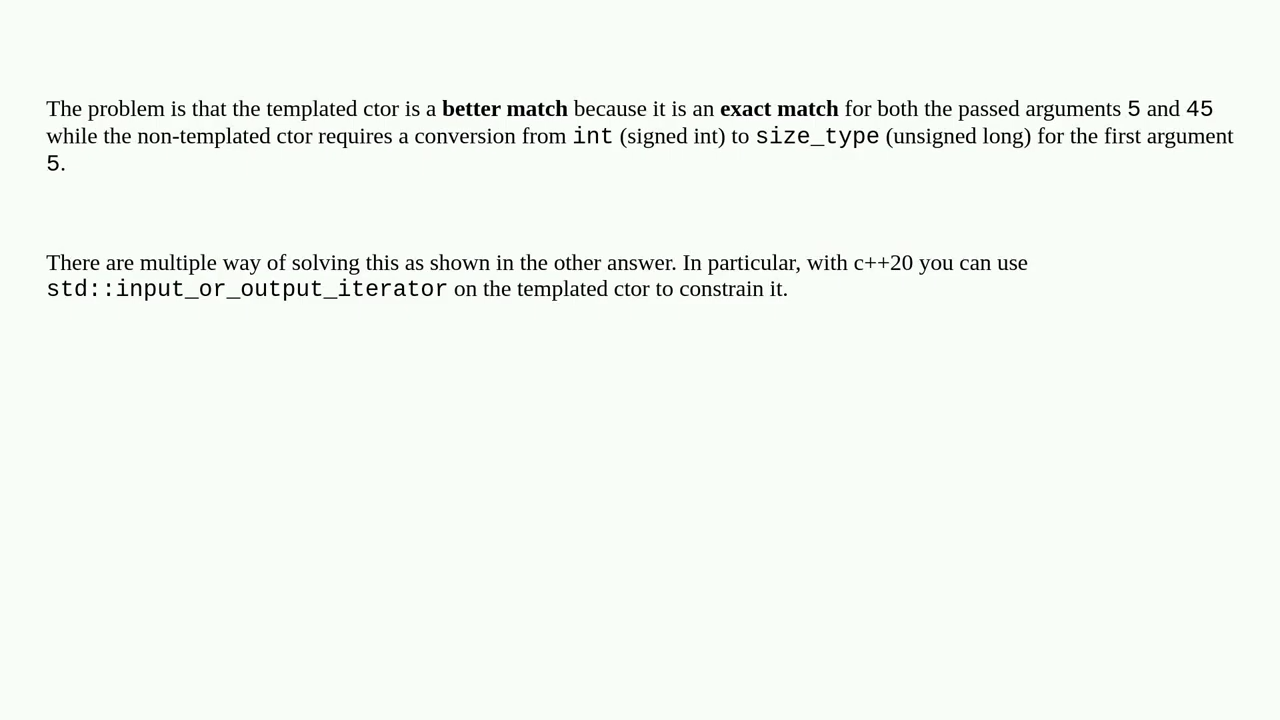 The problem is that the templated ctor is a better match because it is an exact match for both the passed arguments 5 and 45
while the non-templated ctor requires a conversion from int (signed int) to size_type (unsigned long) for the first argument
5.
There are multiple way of solving this as shown in the other answer. In particular, with c++20 you can use
std::input_or_output_iterator on the templated ctor to constrain it.